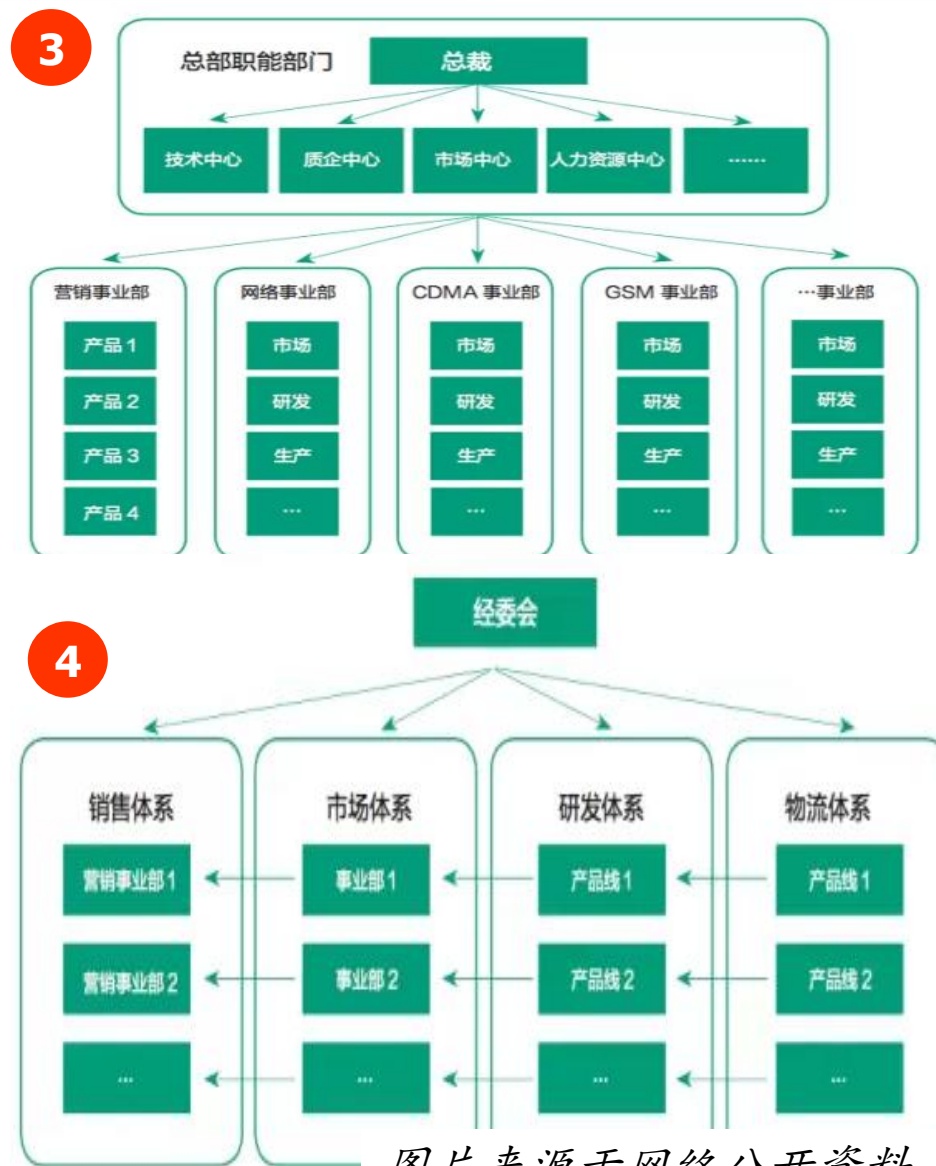 3
总部职能部门 总裁
技术中心 质企中心 市场中心 人力资源中心 ······
营销事业部 网络事业部 CDMA 事业部 GSM 事业部 ···事业部
产品 1 市场 市场 市场 市场
产品 2 研发 研发 研发 研发
产品 3 生产 生产 生产 生产
产品 4 ··· ··· ··· ···
经委会
4
销售体系 市场体系 研发体系 物流体系
营销事业部 1 事业部 1 产品线 1 产品线 1
营销事业部 2 事业部 2 产品线 2 产品线 2
··· ··· ··· ···
图片来源于网络公开资料